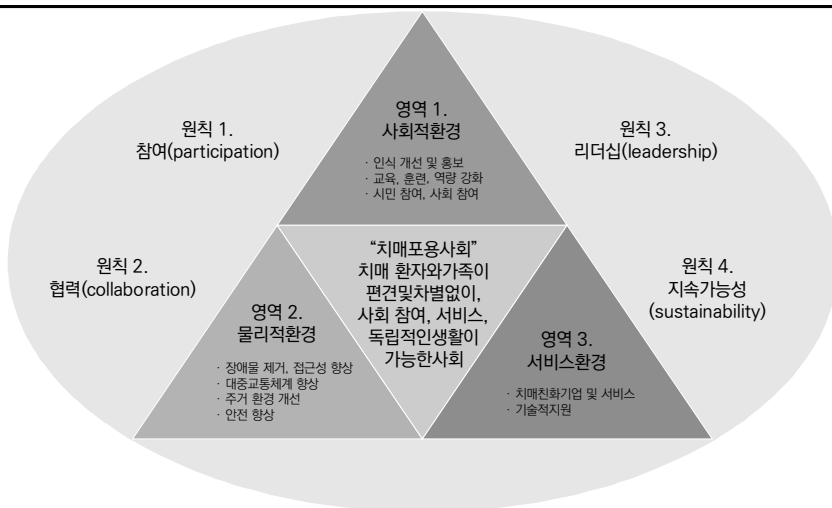 영역 1.
사회적환경
· 인식 개선 및 홍보
· 교육, 훈련, 역량 강화
· 시민 참여, 사회 참여
원칙 1.
참여(participation)
원칙 3.
리더십(leadership)
원칙 2.
협력(collaboration)
원칙 4.
지속가능성
(sustainability)
“치매포용사회”
치매 환자와가족이
편견및차별없이,
사회 참여, 서비스,
독립적인생활이
가능한사회
영역 2.
물리적환경
· 장애물 제거, 접근성 향상
· 대중교통체계 향상
· 주거 환경 개선
· 안전 향상
영역 3.
서비스환경
· 치매친화기업 및 서비스
· 기술적지원